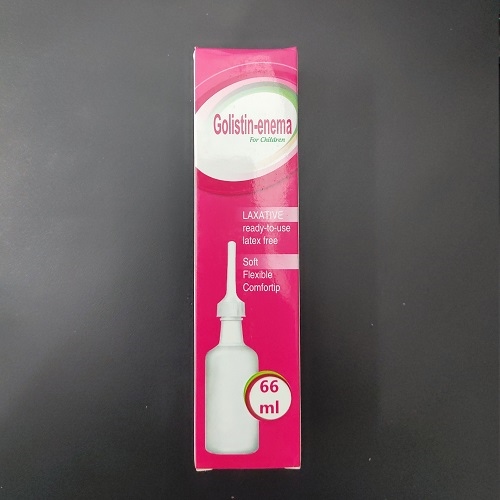 Golistin-enema
For Children
LAXATIVE
ready-to-use
latex free
Soft
Flexible
Comfortip
66
ml